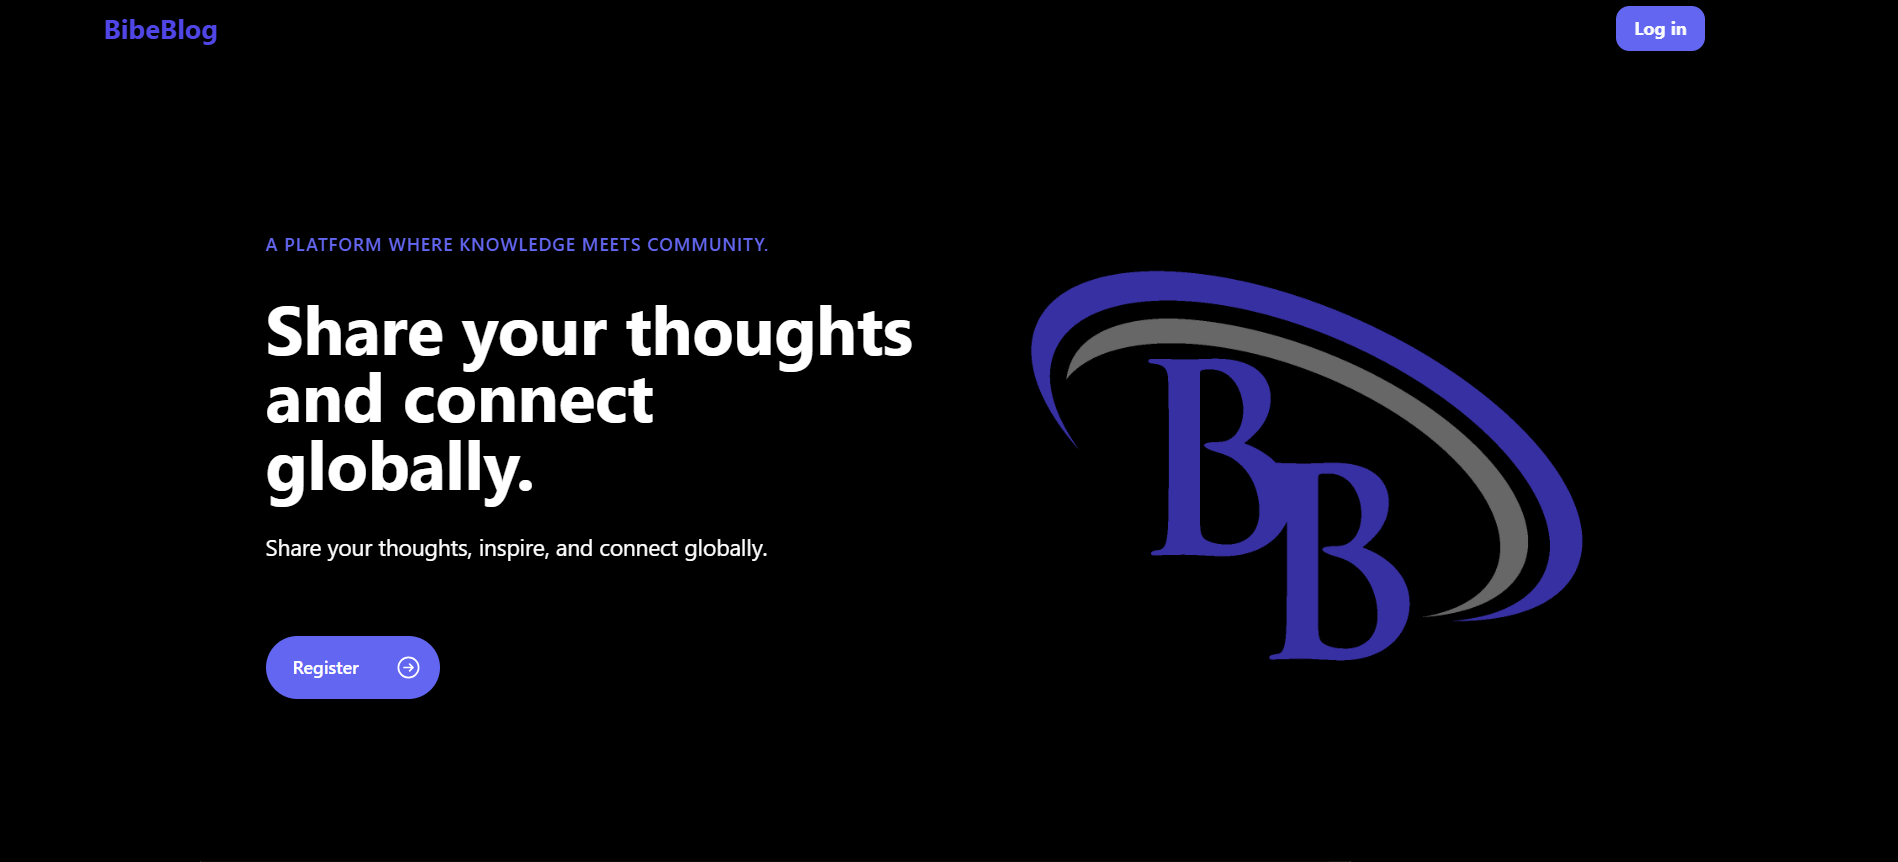 BibeBlog
Log in
A PLATFORM WHERE KNOWLEDGE MEETS COMMUNITY.
Share your thoughts
and connect
globally.
Share your thoughts, inspire, and connect globally.
Register
BB